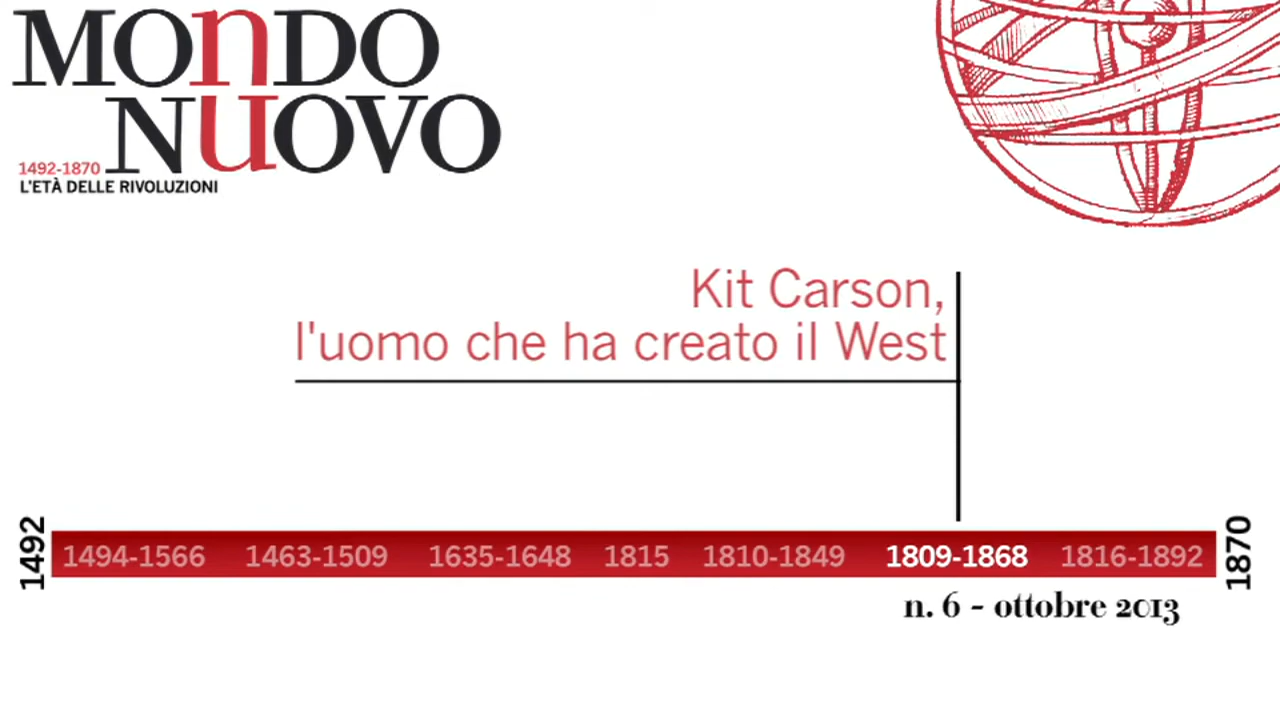 MOnDO
NuOVO
1492-1870
L'ETÀ DELLE RIVOLUZIONI
Kit Carson,
l'uomo che ha creato il West
1492
1494-1566 1463-1509 1635-1648 1815 1810-1849 1809-1868 1816-1892
1870
n. 6 - ottobre 2013